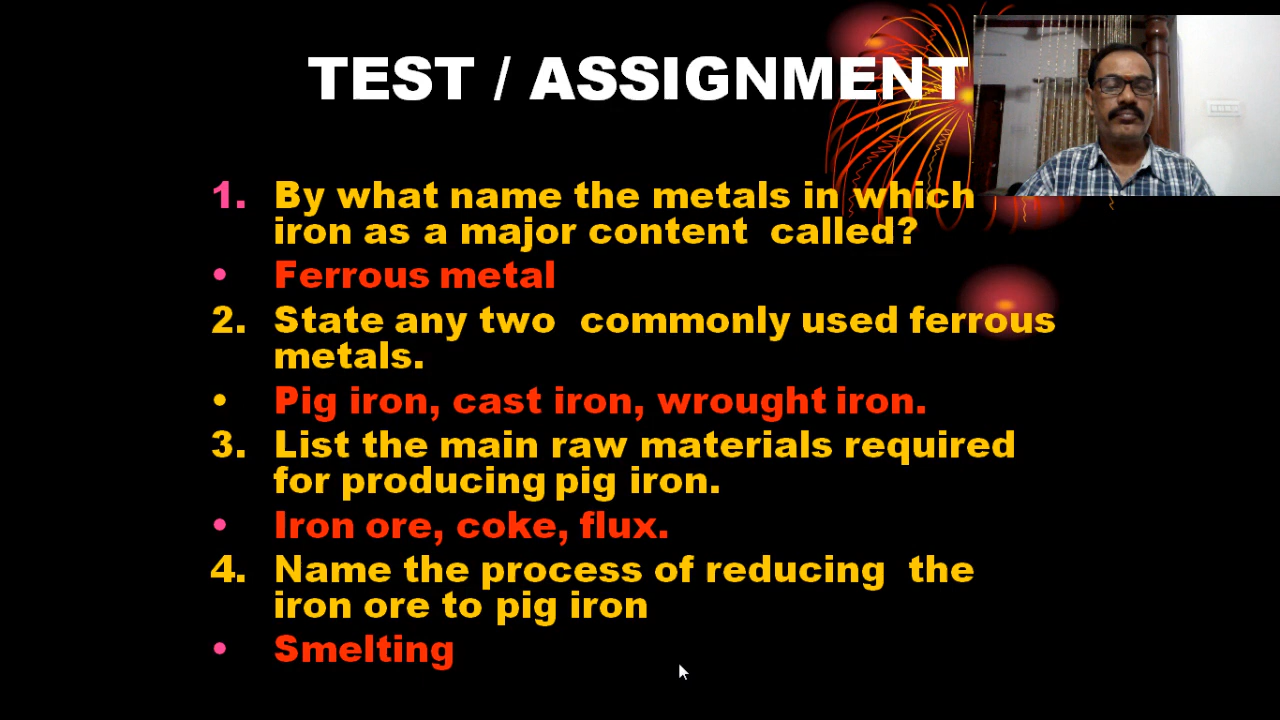 TEST / ASSIGNMENT
1. By what name the metals in which
iron as a major content called?
• Ferrous metal
2. State any two commonly used ferrous
metals.
• Pig iron, cast iron, wrought iron.
3. List the main raw materials required
for producing pig iron.
• Iron ore, coke, flux.
4. Name the process of reducing the
iron ore to pig iron
• Smelting